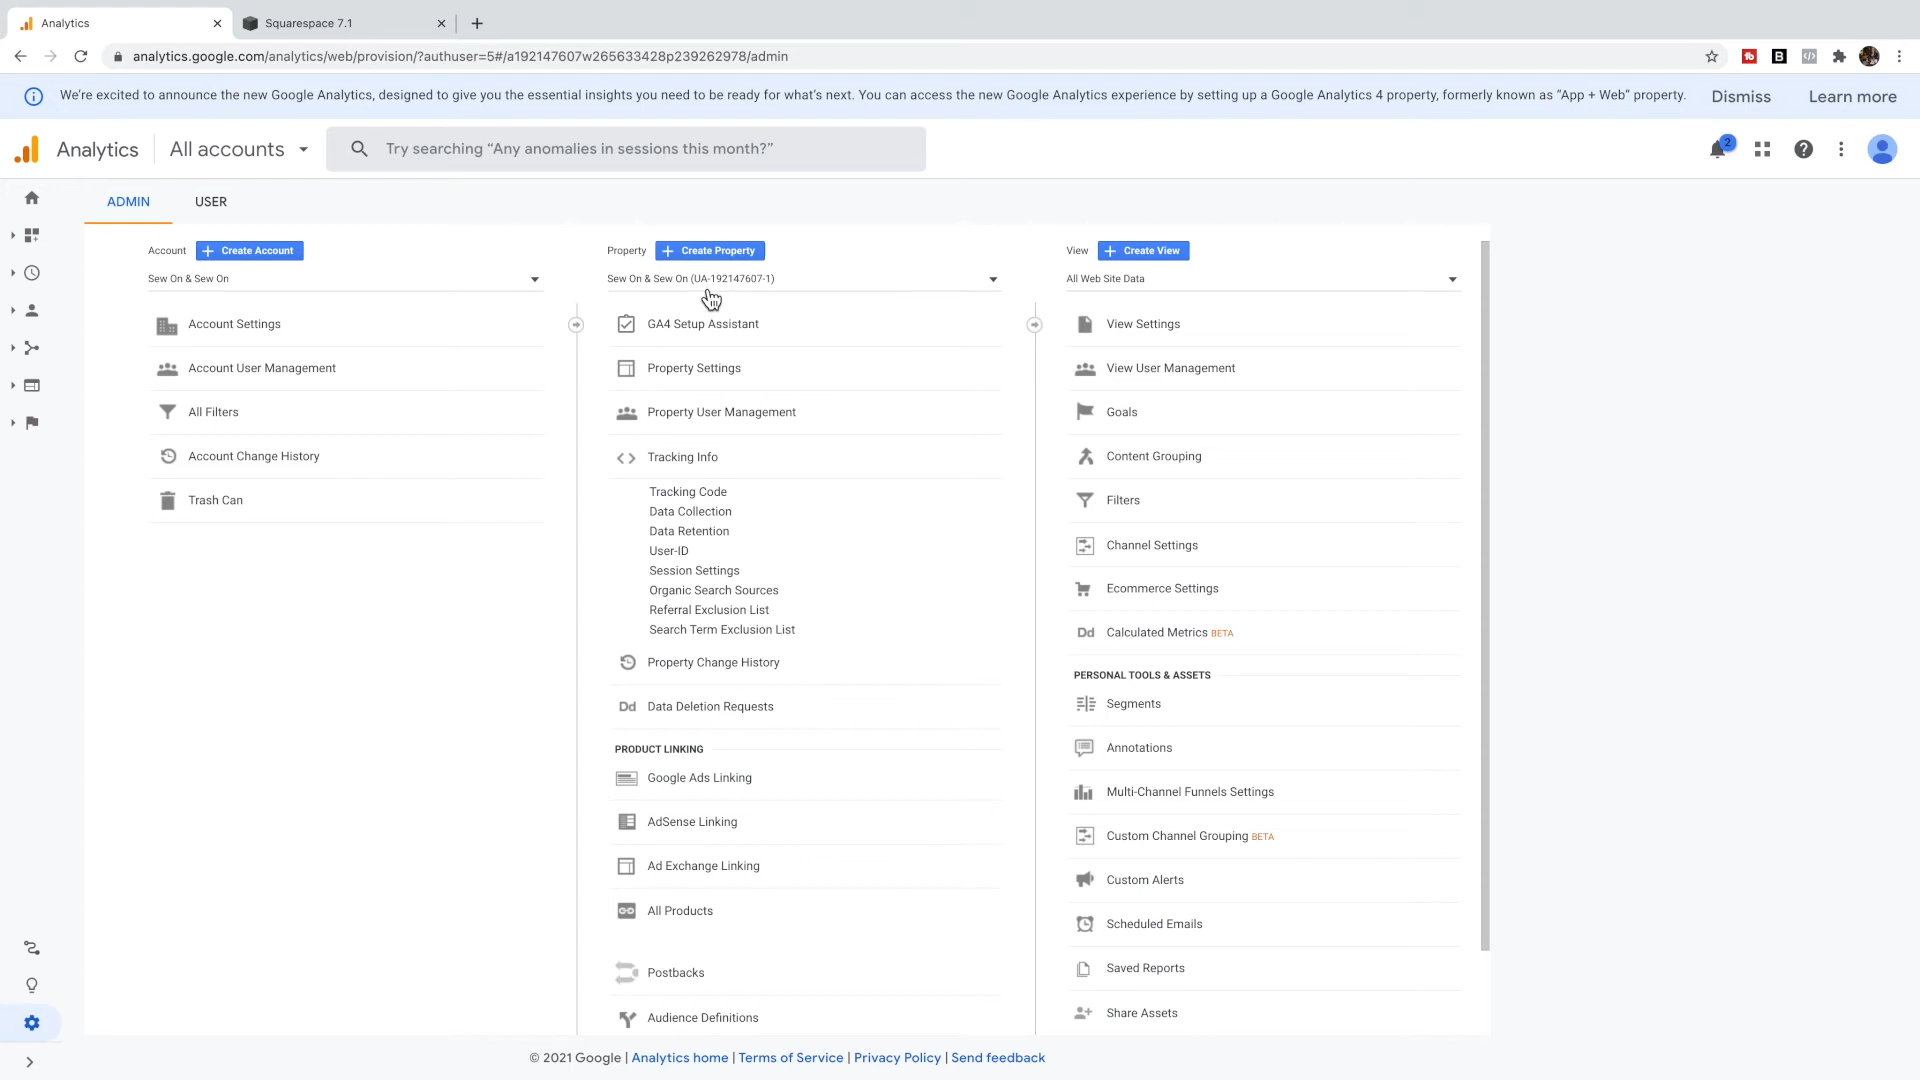 Analytics
Squarespace 7.1
analytics.google.com/analytics/web/provision/?authuser=5#/a192147607w265633428p239262978/admin
We're excited to announce the new Google Analytics, designed to give you the essential insights you need to be ready for what's next. You can access the new Google Analytics experience by setting up a Google Analytics 4 property, formerly known as "App + Web" property.
Dismiss
Learn more
Analytics
All accounts
Try searching "Any anomalies in sessions this month?"
2
ADMIN
USER
Account
Create Account
Sew On & Sew On
Account Settings
Account User Management
All Filters
Account Change History
Trash Can
Property
Create Property
Sew On & Sew On (UA-192147607-1)
GA4 Setup Assistant
Property Settings
Property User Management
Tracking Info
Tracking Code
Data Collection
Data Retention
User-ID
Session Settings
Organic Search Sources
Referral Exclusion List
Search Term Exclusion List
Property Change History
Dd Data Deletion Requests
PRODUCT LINKING
Google Ads Linking
AdSense Linking
Ad Exchange Linking
All Products
Postbacks
Audience Definitions
View
Create View
All Web Site Data
View Settings
View User Management
Goals
Content Grouping
Filters
Channel Settings
Ecommerce Settings
Dd Calculated Metrics BETA
PERSONAL TOOLS & ASSETS
Segments
Annotations
Multi-Channel Funnels Settings
Custom Channel Grouping BETA
Custom Alerts
Scheduled Emails
Saved Reports
Share Assets
© 2021 Google | Analytics home | Terms of Service | Privacy Policy | Send feedback